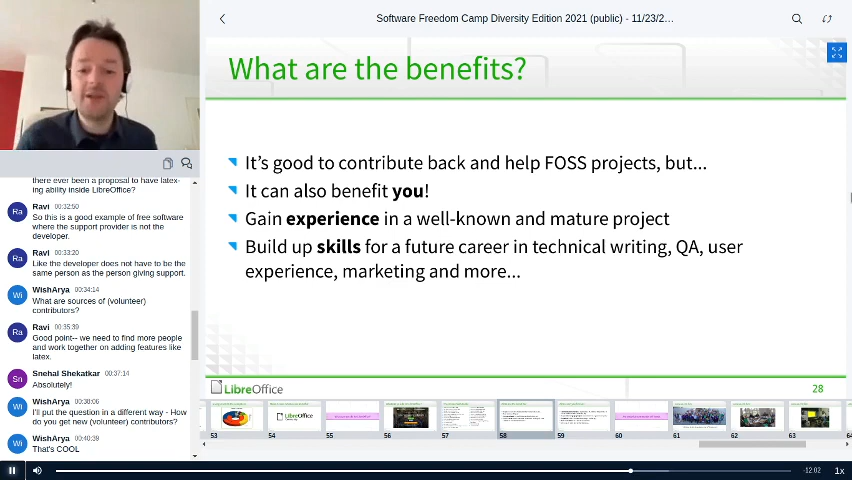 Software Freedom Camp Diversity Edition 2021 (public) - 11/23/2...
What are the benefits?
It's good to contribute back and help FOSS projects, but...
It can also benefit you!
Gain experience in a well-known and mature project
Build up skills for a future career in technical writing, QA, user
experience, marketing and more...
LibreOffice
28
there ever been a proposal to have latex-
ing ability inside LibreOffice?
Ra
Ravi 00:32:50
So this is a good example of free software
where the support provider is not the
developer.
Ra
Ravi 00:33:20
Like the developer does not have to be the
same person as the person giving support.
Wi
WishArya 00:34:14
What are sources of (volunteer)
contributors?
Ra
Ravi 00:35:39
Good point-- we need to find more people
and work together on adding features like
latex.
Sn
Snehal Shekatkar 00:37:14
Absolutely!
Wi
WishArya 00:38:06
I'll put the question in a different way - How
do you get new (volunteer) contributors?
Wi
WishArya 00:40:39
That's COOL
53
54
55
56
57
58
59
60
61
62
63
64
-12:02
1x